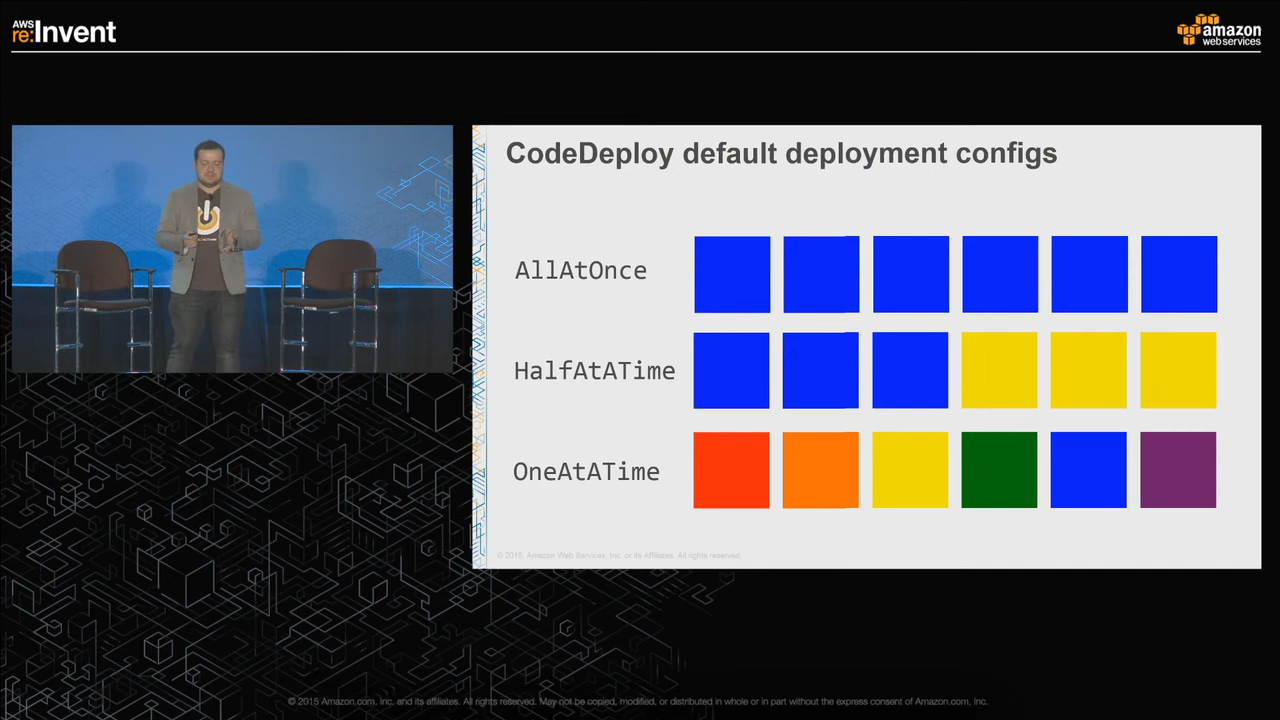 AWS
re:Invent
amazon
web services
CodeDeploy default deployment configs
AllAtOnce
HalfAtATime
OneAtATime
© 2015, Amazon Web Services, Inc. or its Affiliates. All rights reserved.
© 2015 Amazon.com, Inc. and its affiliates. All rights reserved. May not be copied, modified, or distributed in whole or in part without the express consent of Amazon.com, Inc.